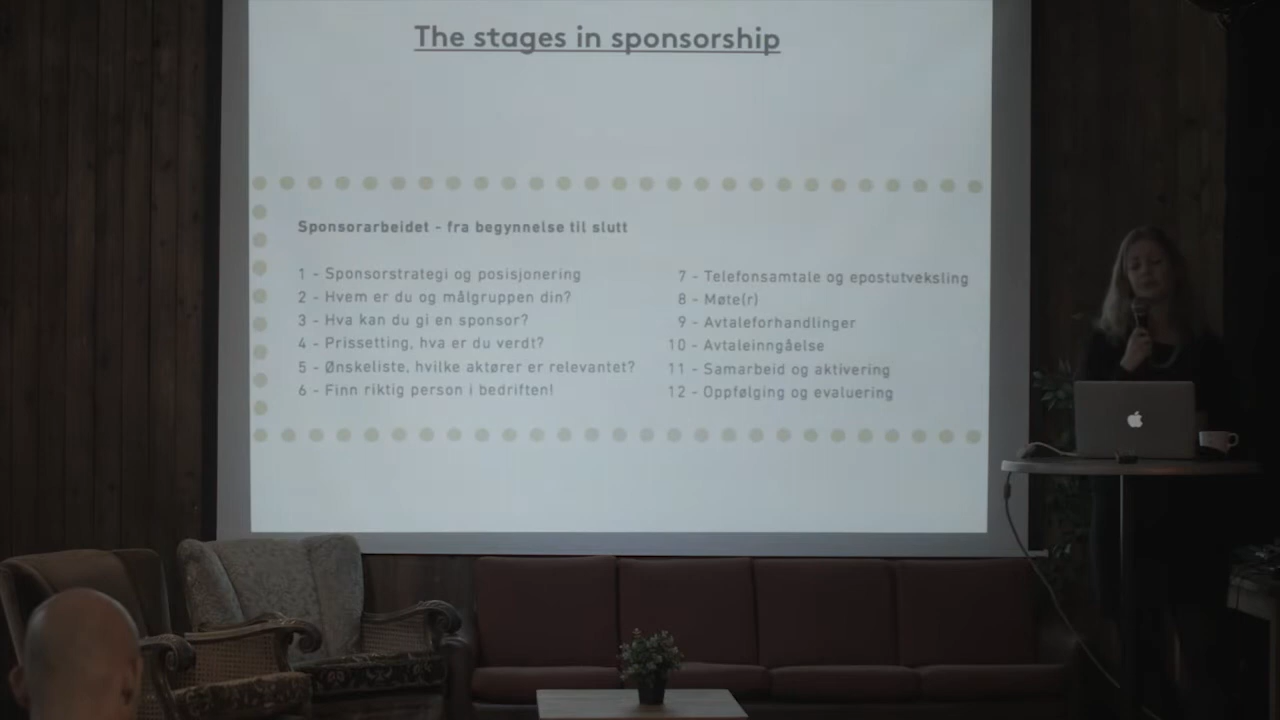 The stages in sponsorship
Sponsorarbeidet - fra begynnelse til slutt
1 - Sponsorstrategi og posisjonering
2 - Hvem er du og målgruppen din?
3 - Hva kan du gi en sponsor?
4 - Prissetting, hva er du verdt?
5 - Ønskeliste, hvilke aktører er relevantet?
6 - Finn riktig person i bedriften!
7 - Telefonsamtale og epostutveksling
8 - Møte(r)
9 - Avtaleforhandlinger
10 - Avtaleinngåelse
11 - Samarbeid og aktivering
12 - Oppfølging og evaluering